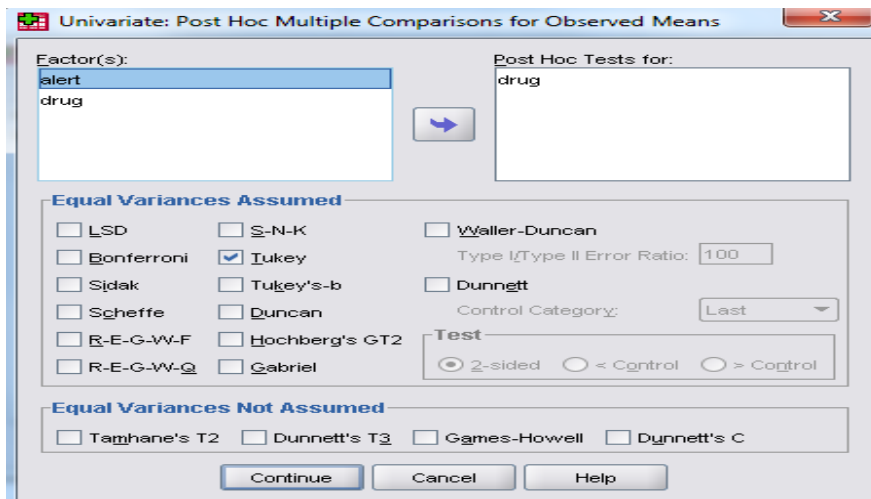 Univariate: Post Hoc Multiple Comparisons for Observed Means
Factor(s):
alert
drug
Post Hoc Tests for:
drug
Equal Variances Assumed
LSD
Bonferroni
Sidak
Scheffe
R-E-G-W-F
R-E-G-W-Q
S-N-K
Tukey
Tukey's-b
Duncan
Hochberg's GT2
Gabriel
Waller-Duncan
Type I/Type II Error Ratio: 100
Dunnett
Control Category: Last
Test
2-sided < Control > Control
Equal Variances Not Assumed
Tamhane's T2 Dunnett's T3 Games-Howell Dunnett's C
Continue Cancel Help